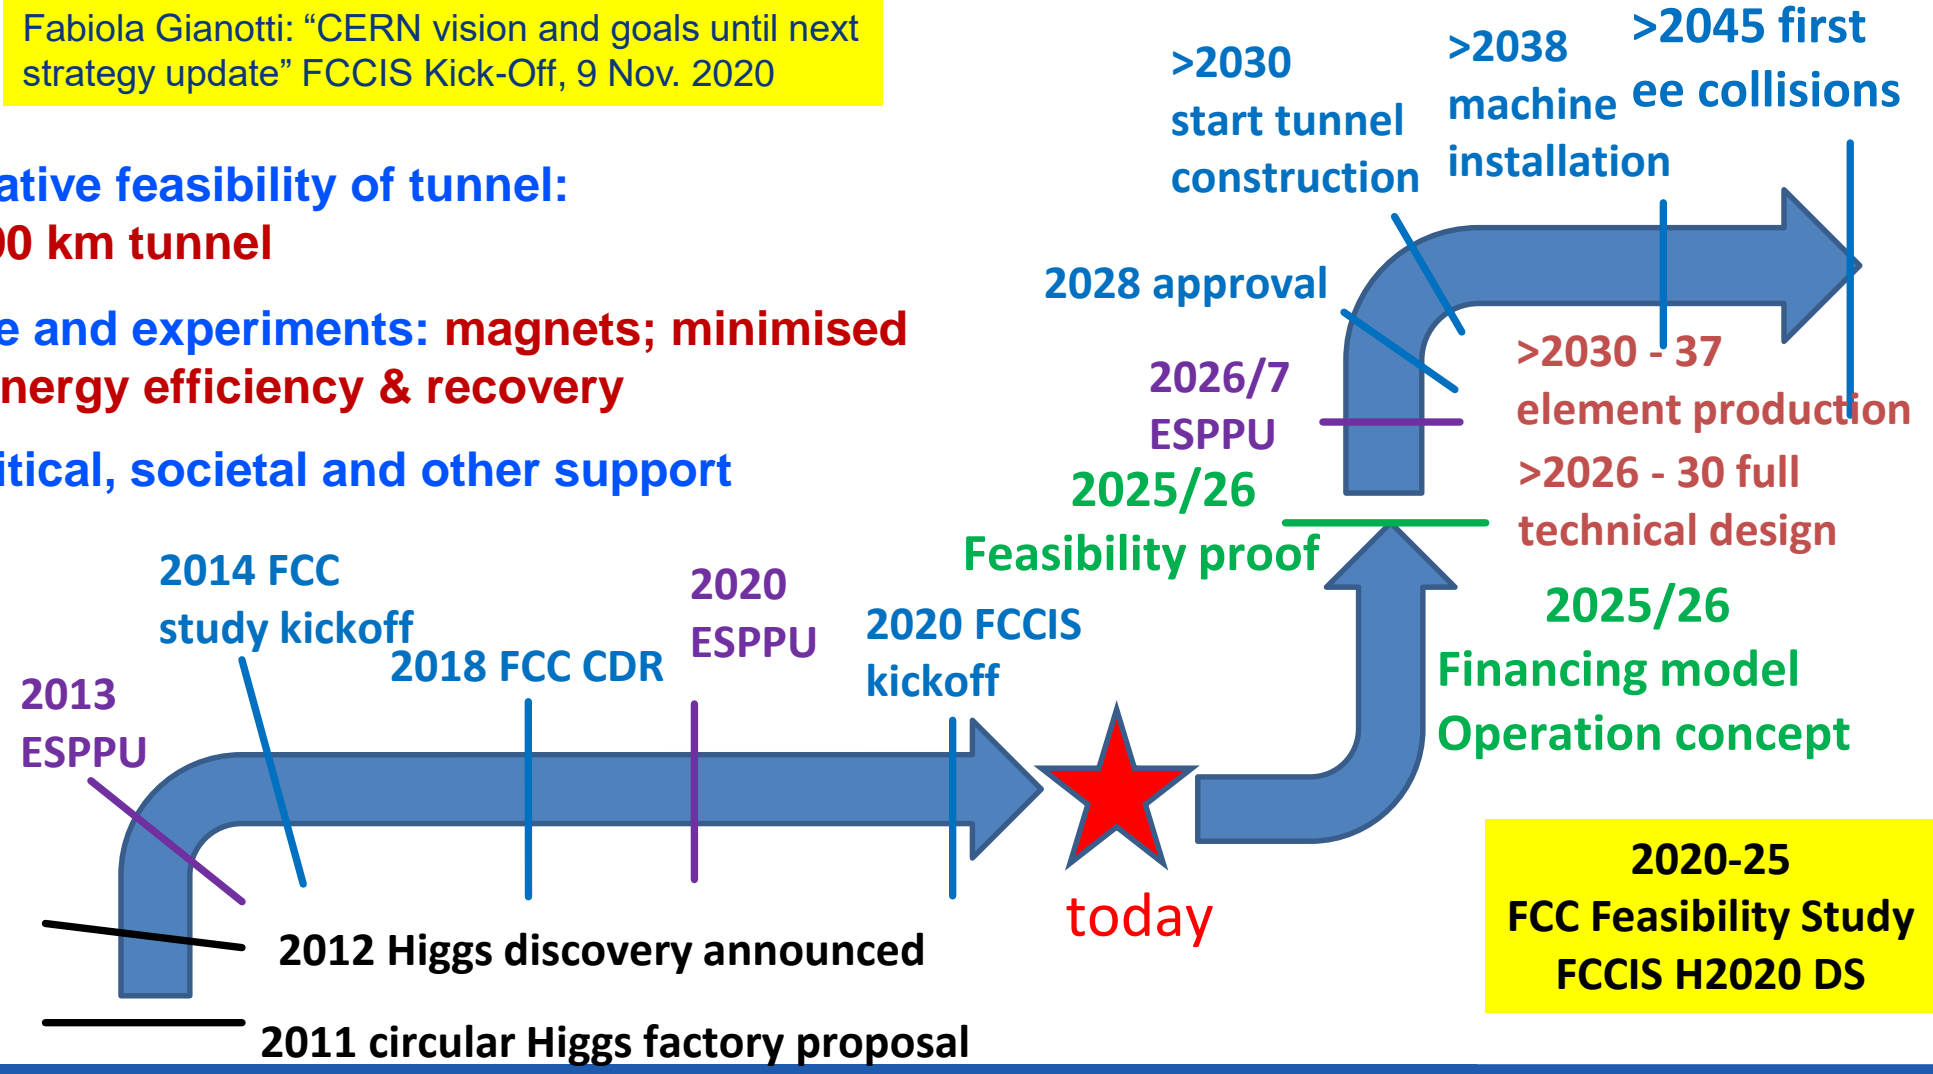 Fabiola Gianotti: “CERN vision and goals until next
strategy update” FCCIS Kick-Off, 9 Nov. 2020
feasibility of tunnel:
km tunnel
and experiments: magnets; minimised
efficiency & recovery
societal and other support
>2030
start tunnel
construction
>2038
machine
installation
>2045 first
ee collisions
2028 approval
2026/7
ESPPU
>2030 - 37
element production
>2026 - 30 full
technical design
2025/26
Feasibility proof
2025/26
Financing model
Operation concept
2014 FCC
study kickoff
2018 FCC CDR
2020
ESPPU
2020 FCCIS
kickoff
2013
ESPPU
today
2012 Higgs discovery announced
2011 circular Higgs factory proposal
2020-25
FCC Feasibility Study
FCCIS H2020 DS